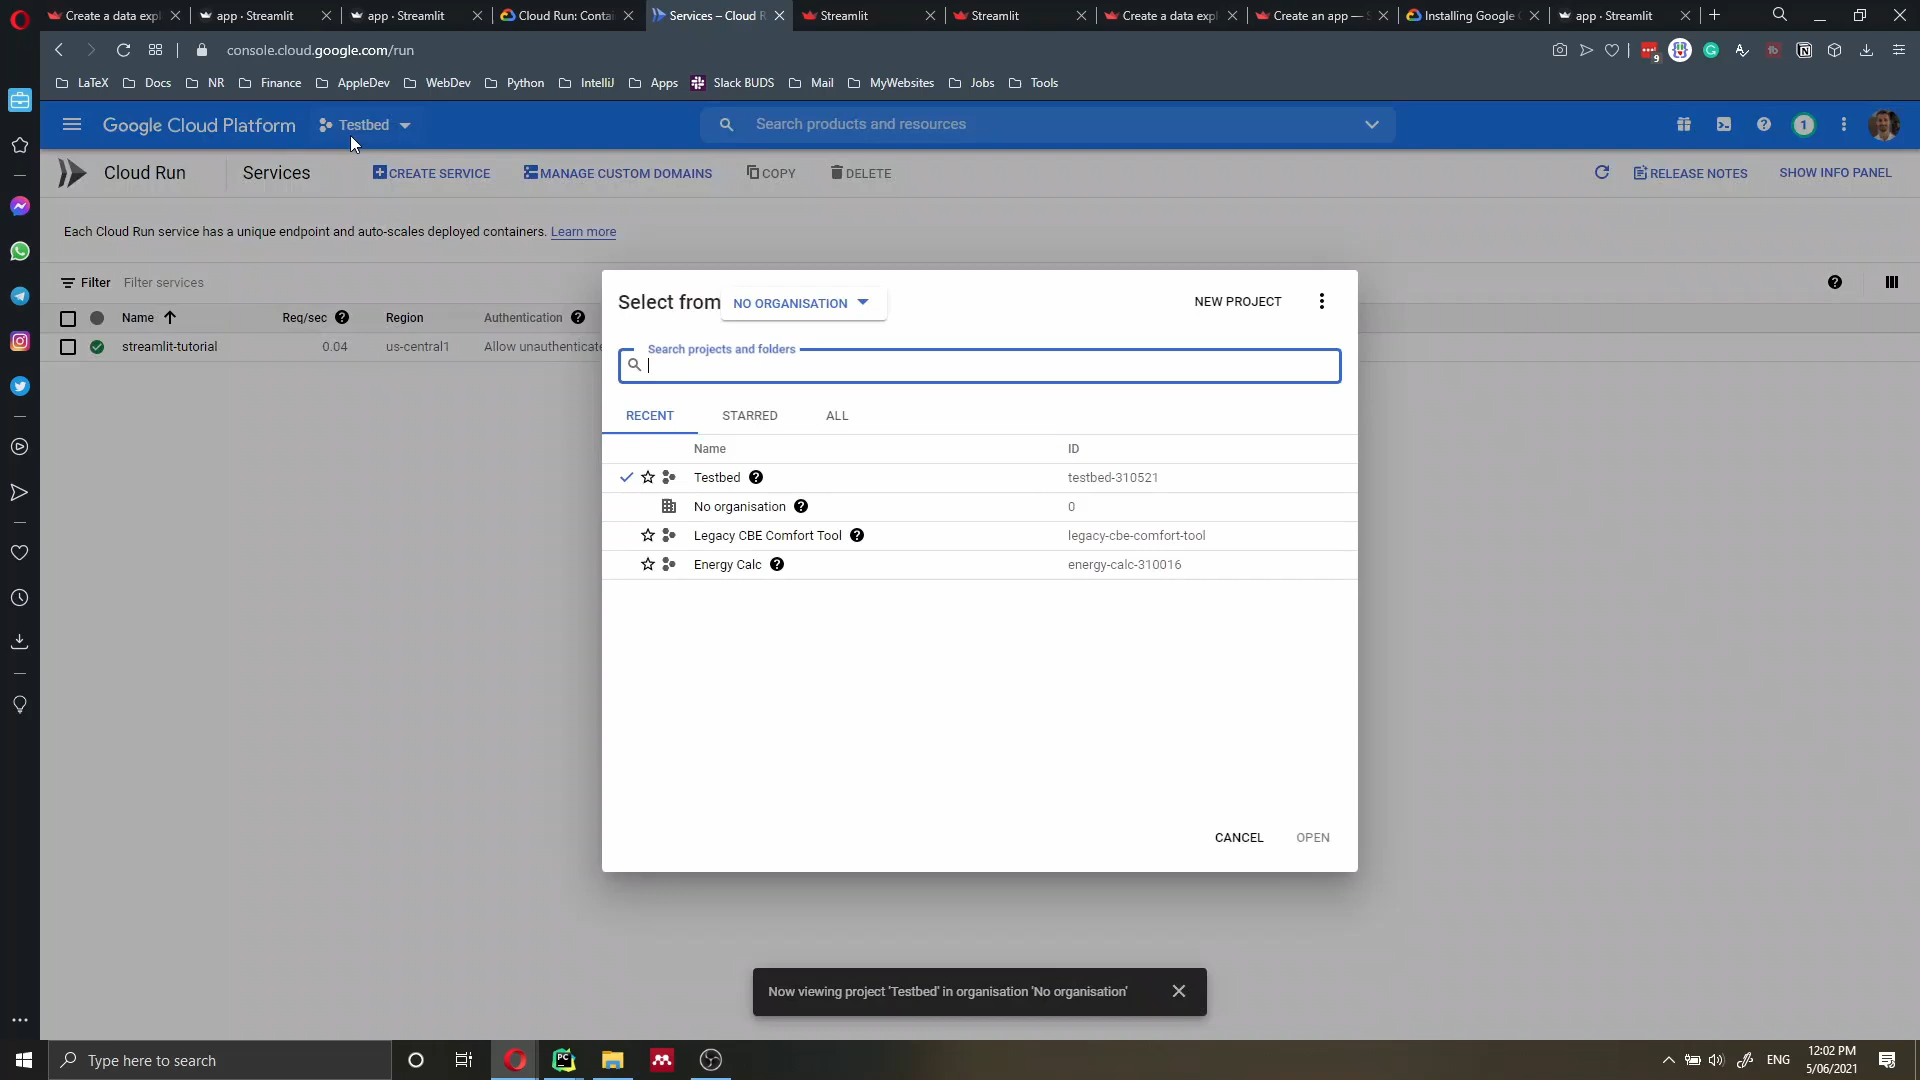 Create a data expl
app · Streamlit
app · Streamlit
Cloud Run: Contai
Services – Cloud R
Streamlit
Streamlit
Create a data expl
Create an app — S
Installing Google C
app · Streamlit
console.cloud.google.com/run
9
LaTeX
Docs
NR
Finance
AppleDev
WebDev
Python
IntelliJ
Apps
Slack BUDS
Mail
MyWebsites
Jobs
Tools
Google Cloud Platform
Testbed
Search products and resources
1
Cloud Run
Services
CREATE SERVICE
MANAGE CUSTOM DOMAINS
COPY
DELETE
RELEASE NOTES
SHOW INFO PANEL
Each Cloud Run service has a unique endpoint and auto-scales deployed containers. Learn more
Filter Filter services
Name Req/sec Region Authentication
streamlit-tutorial 0.04 us-central1 Allow unauthenticate
Select from NO ORGANISATION
NEW PROJECT
Search projects and folders
RECENT STARRED ALL
Name ID
Testbed testbed-310521
No organisation 0
Legacy CBE Comfort Tool legacy-cbe-comfort-tool
Energy Calc energy-calc-310016
CANCEL OPEN
Now viewing project 'Testbed' in organisation 'No organisation'
Type here to search
PC
ENG
12:02 PM
5/06/2021